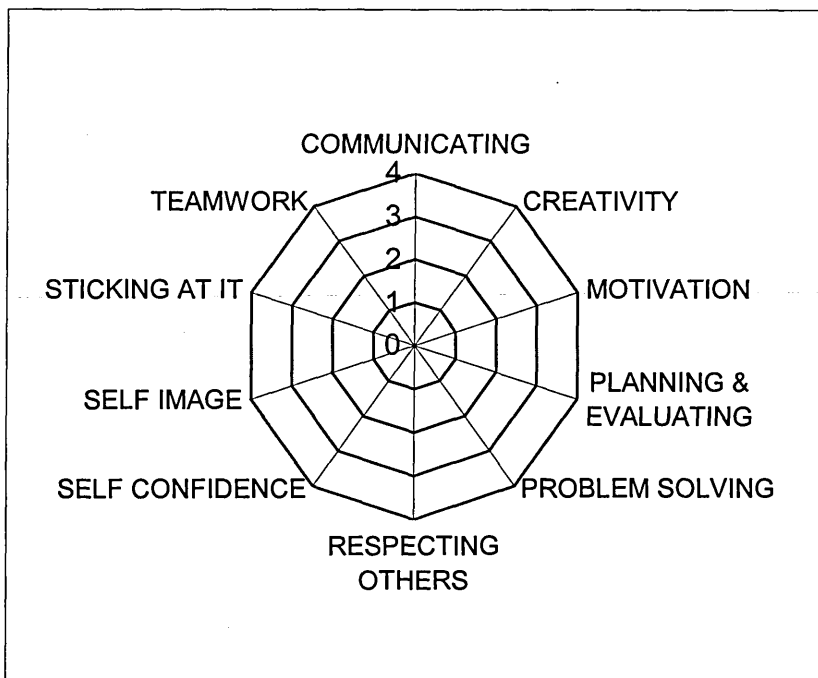 COMMUNICATING
4
TEAMWORK
CREATIVITY
3
2
STICKING AT IT
MOTIVATION
1
0
SELF IMAGE
PLANNING &
EVALUATING
SELF CONFIDENCE
PROBLEM SOLVING
RESPECTING
OTHERS